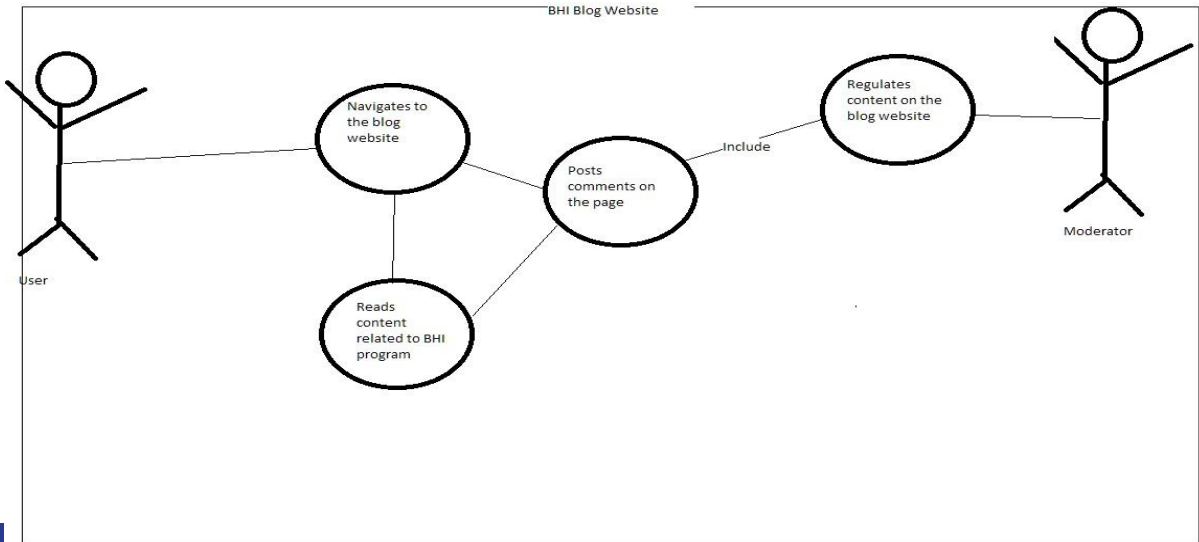 BHI Blog Website
Navigates to
the blog
website
Regulates
content on the
blog website
Include
Posts
comments on
the page
Moderator
User
Reads
content
related to BHI
program